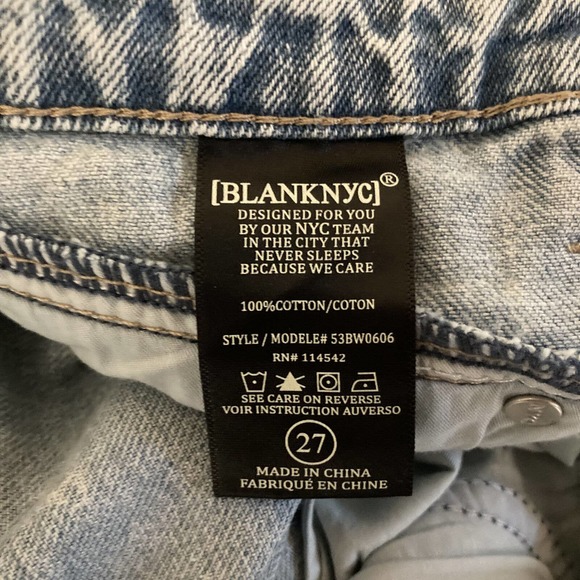 [BLANKNYC]®
DESIGNED FOR YOU
BY OUR NYC TEAM
IN THE CITY THAT
NEVER SLEEPS
BECAUSE WE CARE
100%COTTON/COTON
STYLE / MODELE# 53BW0606
RN# 114542
SEE CARE ON REVERSE
VOIR INSTRUCTION AUVERSO
27
MADE IN CHINA
FABRIQUÉ EN CHINE